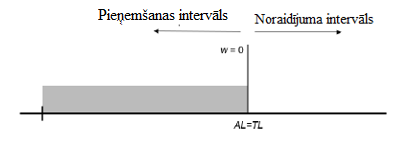 Pieņemšanas intervāls
Noraidījuma intervāls
w = 0
AL=TL